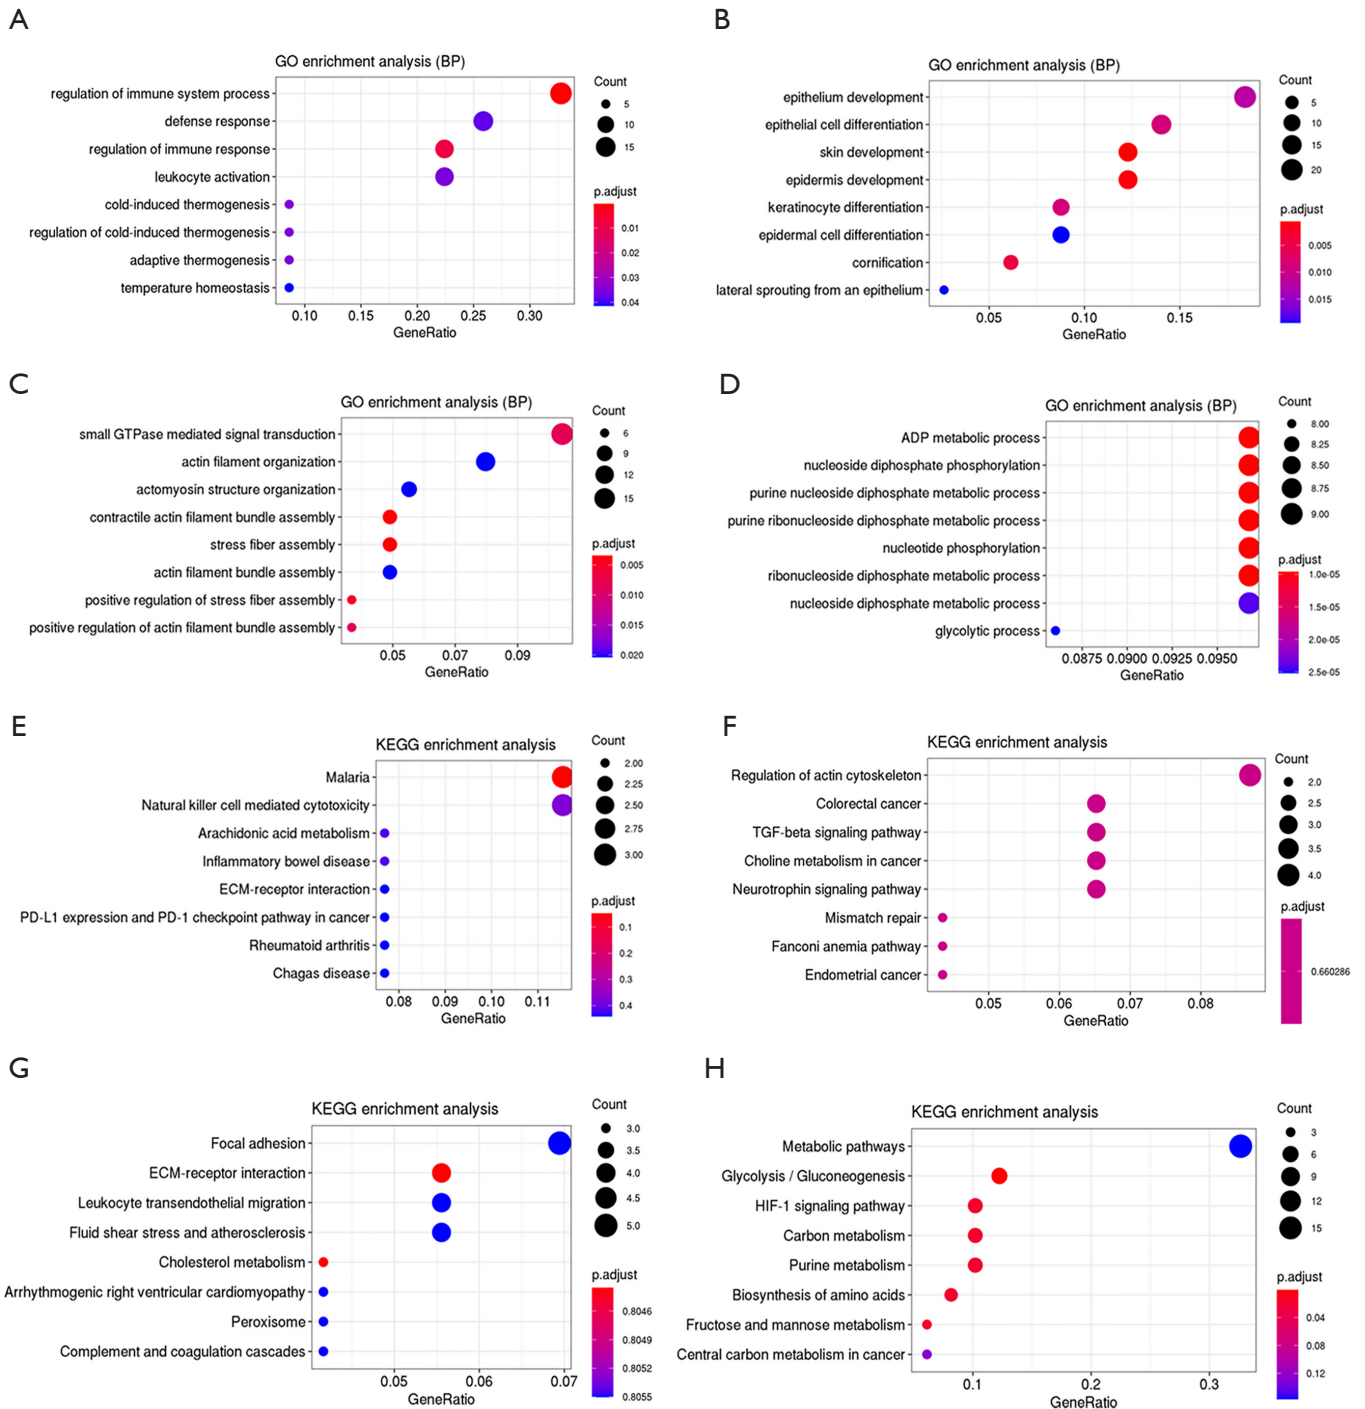 A
GO enrichment analysis (BP)
regulation of immune system process
defense response
regulation of immune response
leukocyte activation
cold-induced thermogenesis
regulation of cold-induced thermogenesis
adaptive thermogenesis
temperature homeostasis
0.10 0.15 0.20 0.25 0.30
GeneRatio
Count
5
10
15
p.adjust
0.01
0.02
0.03
0.04
B
GO enrichment analysis (BP)
epithelium development
epithelial cell differentiation
skin development
epidermis development
keratinocyte differentiation
epidermal cell differentiation
cornification
lateral sprouting from an epithelium
0.05 0.10 0.15
GeneRatio
Count
5
10
15
20
p.adjust
0.005
0.010
0.015
C
GO enrichment analysis (BP)
small GTPase mediated signal transduction
actin filament organization
actomyosin structure organization
contractile actin filament bundle assembly
stress fiber assembly
actin filament bundle assembly
positive regulation of stress fiber assembly
positive regulation of actin filament bundle assembly
0.05 0.07 0.09
GeneRatio
Count
6
9
12
15
p.adjust
0.005
0.010
0.015
0.020
D
GO enrichment analysis (BP)
ADP metabolic process
nucleoside diphosphate phosphorylation
purine nucleoside diphosphate metabolic process
purine ribonucleoside diphosphate metabolic process
nucleotide phosphorylation
ribonucleoside diphosphate metabolic process
nucleoside diphosphate metabolic process
glycolytic process
0.0875 0.0900 0.0925 0.0950
GeneRatio
Count
8.00
8.25
8.50
8.75
9.00
p.adjust
1.0e-05
1.5e-05
2.0e-05
2.5e-05
E
KEGG enrichment analysis
Malaria
Natural killer cell mediated cytotoxicity
Arachidonic acid metabolism
Inflammatory bowel disease
ECM-receptor interaction
PD-L1 expression and PD-1 checkpoint pathway in cancer
Rheumatoid arthritis
Chagas disease
0.08 0.09 0.10 0.11
GeneRatio
Count
2.00
2.25
2.50
2.75
3.00
p.adjust
0.1
0.2
0.3
0.4
F
KEGG enrichment analysis
Regulation of actin cytoskeleton
Colorectal cancer
TGF-beta signaling pathway
Choline metabolism in cancer
Neurotrophin signaling pathway
Mismatch repair
Fanconi anemia pathway
Endometrial cancer
0.05 0.06 0.07 0.08
GeneRatio
Count
2.0
2.5
3.0
3.5
4.0
p.adjust
0.660286
G
KEGG enrichment analysis
Focal adhesion
ECM-receptor interaction
Leukocyte transendothelial migration
Fluid shear stress and atherosclerosis
Cholesterol metabolism
Arrhythmogenic right ventricular cardiomyopathy
Peroxisome
Complement and coagulation cascades
0.05 0.06 0.07
GeneRatio
Count
3.0
3.5
4.0
4.5
5.0
p.adjust
0.8046
0.8049
0.8052
0.8055
H
KEGG enrichment analysis
Metabolic pathways
Glycolysis / Gluconeogenesis
HIF-1 signaling pathway
Carbon metabolism
Purine metabolism
Biosynthesis of amino acids
Fructose and mannose metabolism
Central carbon metabolism in cancer
0.1 0.2 0.3
GeneRatio
Count
3
6
9
12
15
p.adjust
0.04
0.08
0.12